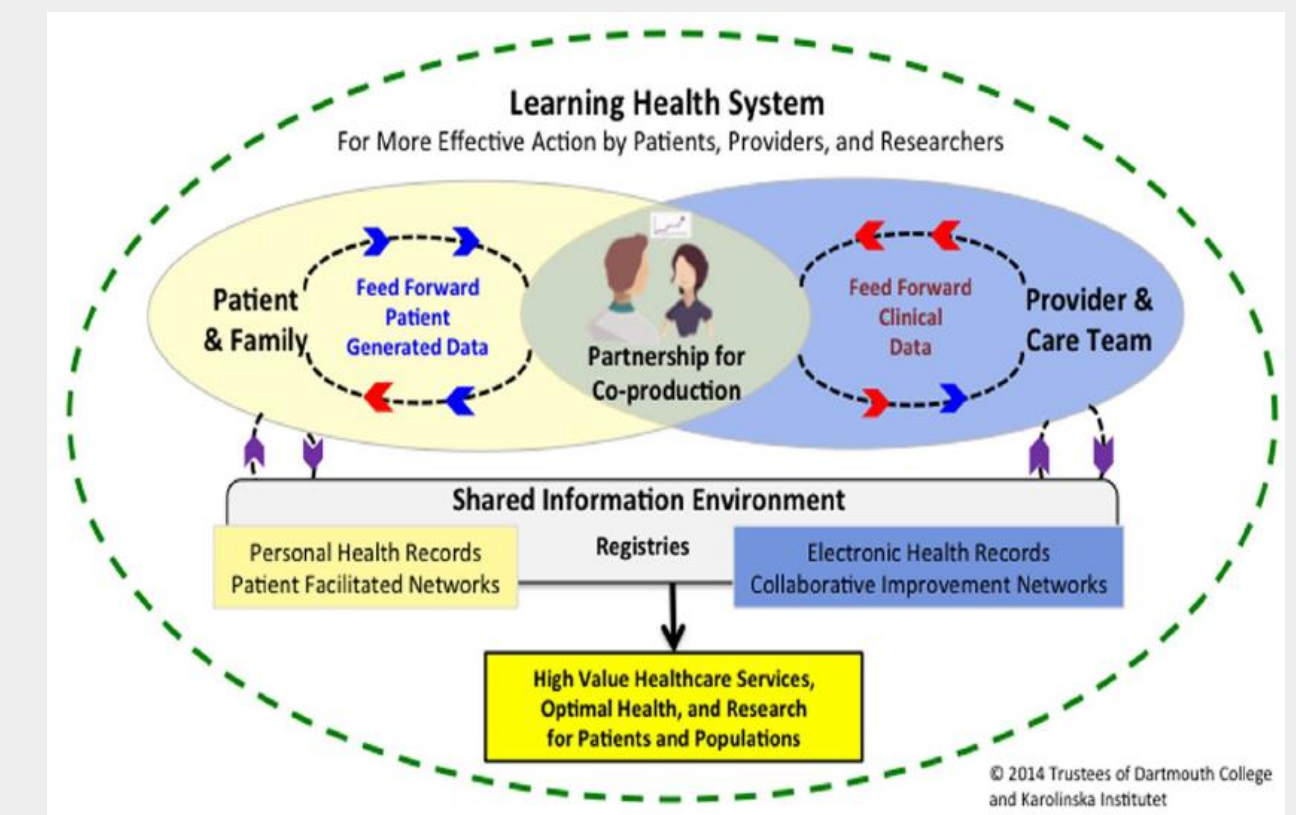 Learning Health System
For More Effective Action by Patients, Providers, and Researchers
Patient
& Family
Feed Forward
Patient
Generated Data
Partnership for
Co-production
Feed Forward
Clinical
Data
Provider &
Care Team
Shared Information Environment
Personal Health Records
Patient Facilitated Networks
Registries
Electronic Health Records
Collaborative Improvement Networks
High Value Healthcare Services,
Optimal Health, and Research
for Patients and Populations
© 2014 Trustees of Dartmouth College
and Karolinska Institutet